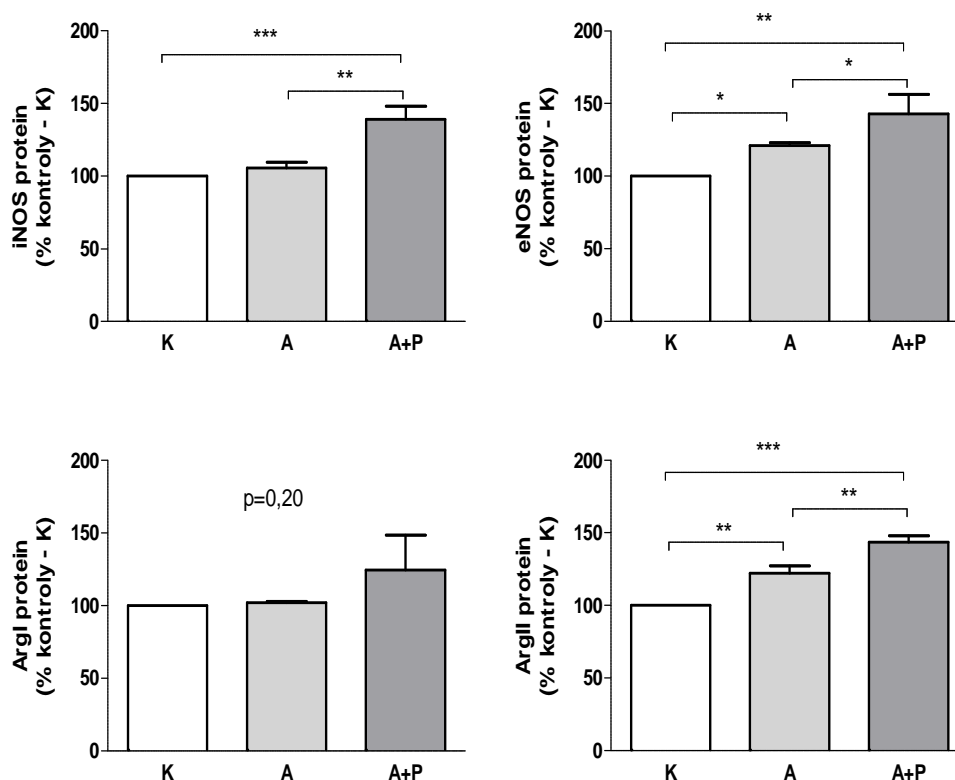 iNOS protein
(% kontroly - K)
200
150
100
50
0
***
**
K A A+P
eNOS protein
(% kontroly - K)
200
150
100
50
0
**
*
*
K A A+P
ArgI protein
(% kontroly - K)
200
150
100
50
0
p=0,20
K A A+P
ArgII protein
(% kontroly - K)
200
150
100
50
0
***
**
**
K A A+P